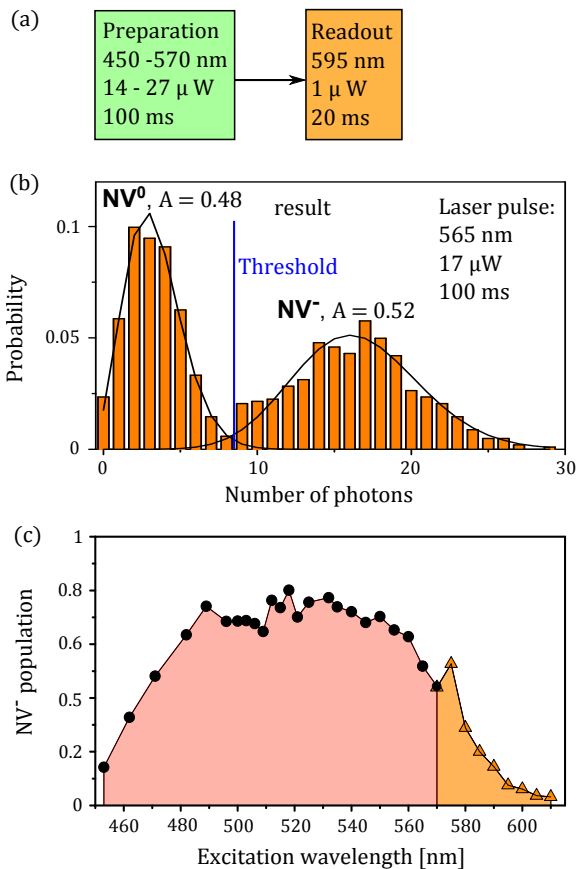 (a)
Preparation
450 -570 nm
14 - 27 μ W
100 ms
Readout
595 nm
1 μ W
20 ms
(b)
NV⁰, A = 0.48
result
Laser pulse:
565 nm
17 μW
100 ms
Threshold
NV⁻, A = 0.52
Probability
0.1
0.05
0
0 10 20 30
Number of photons
(c)
NV⁻ population
1
0.8
0.6
0.5
0.2
0
460 480 500 520 540 560 580 600
Excitation wavelength [nm]